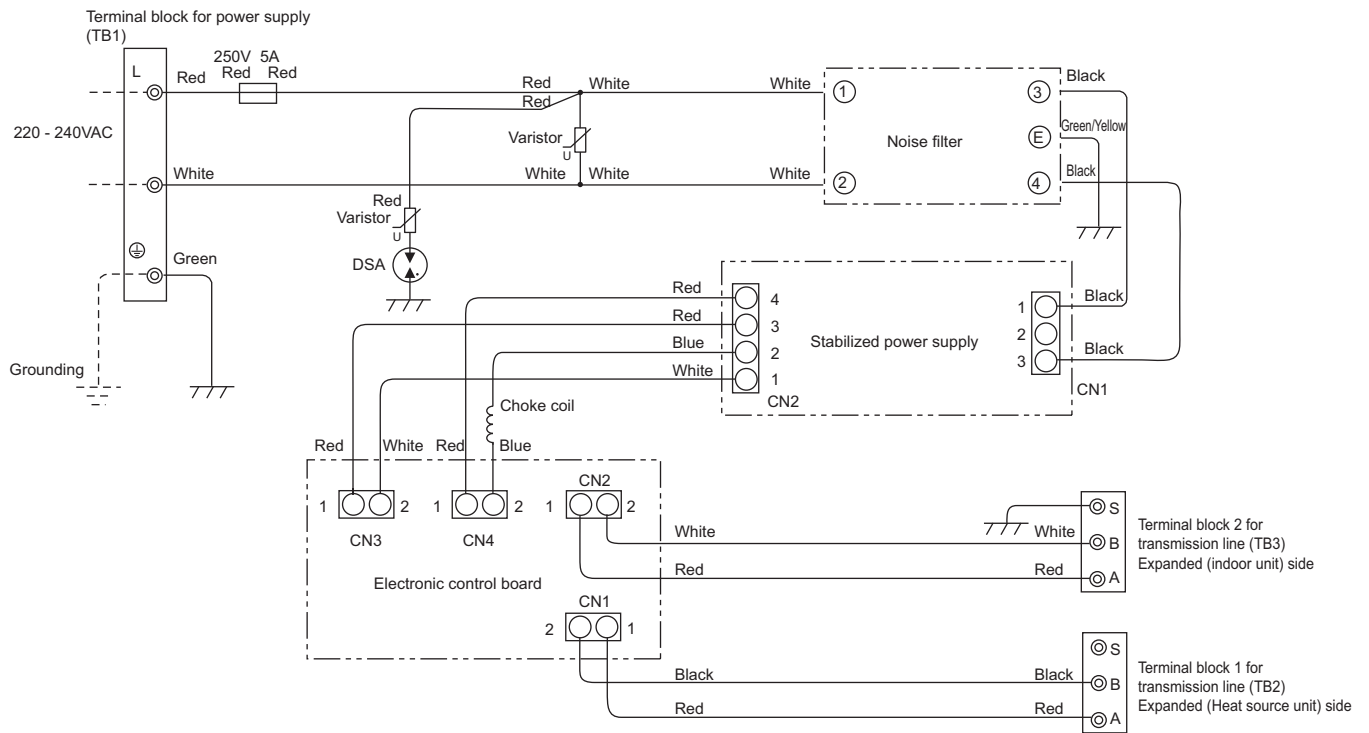 Terminal block for power supply
(TB1)
250V 5A
L
Red
Red
Red
Red
White
White
Black
Red
1
3
220 - 240VAC
Varistor
U
Noise filter
Green/Yellow
E
White
White
White
White
2
4
Black
Red
Varistor
U
DSA
Green
Grounding
Red
4
Red
3
Blue
2
White
1
CN2
Stabilized power supply
1
2
3
CN1
Black
Black
Choke coil
Red
White
Red
Blue
1
2
CN3
1
2
CN4
CN2
1
2
Electronic control board
CN1
2
1
White
White
Red
Red
S
B
A
Terminal block 2 for
transmission line (TB3)
Expanded (indoor unit) side
Black
Black
Red
Red
S
B
A
Terminal block 1 for
transmission line (TB2)
Expanded (Heat source unit) side